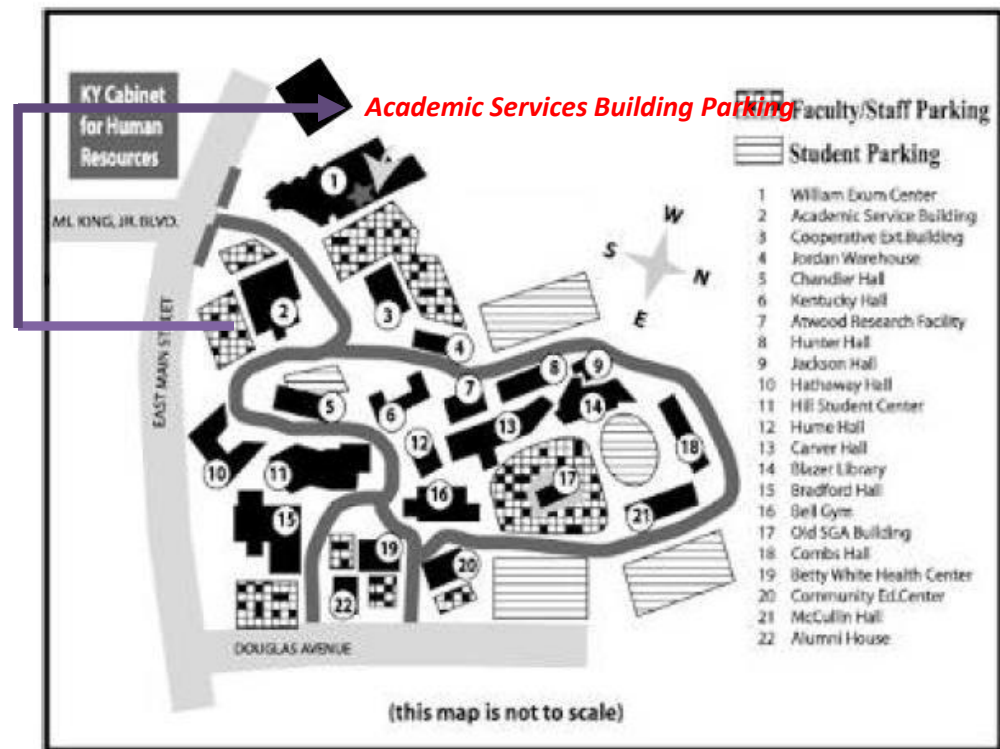 KY Cabinet
for Human
Resources
Academic Services Building Parking
Faculty/Staff Parking
Student Parking
ML KING, JR. BLVD.
EAST MAIN STREET
DOUGLAS AVENUE
W
S
N
E
1 William Exum Center
2 Academic Service Building
3 Cooperative Ext.Building
4 Jordan Warehouse
5 Chandler Hall
6 Kentucky Hall
7 Atwood Research Facility
8 Hunter Hall
9 Jackson Hall
10 Hathaway Hall
11 Hill Student Center
12 Hume Hall
13 Carver Hall
14 Blazer Library
15 Bradford Hall
16 Bell Gym
17 Old SGA Building
18 Combs Hall
19 Betty White Health Center
20 Community Ed.Center
21 McCullin Hall
22 Alumni House
1
2
3
4
5
6
7
8
9
10
11
12
13
14
15
16
17
18
19
20
21
22
(this map is not to scale)